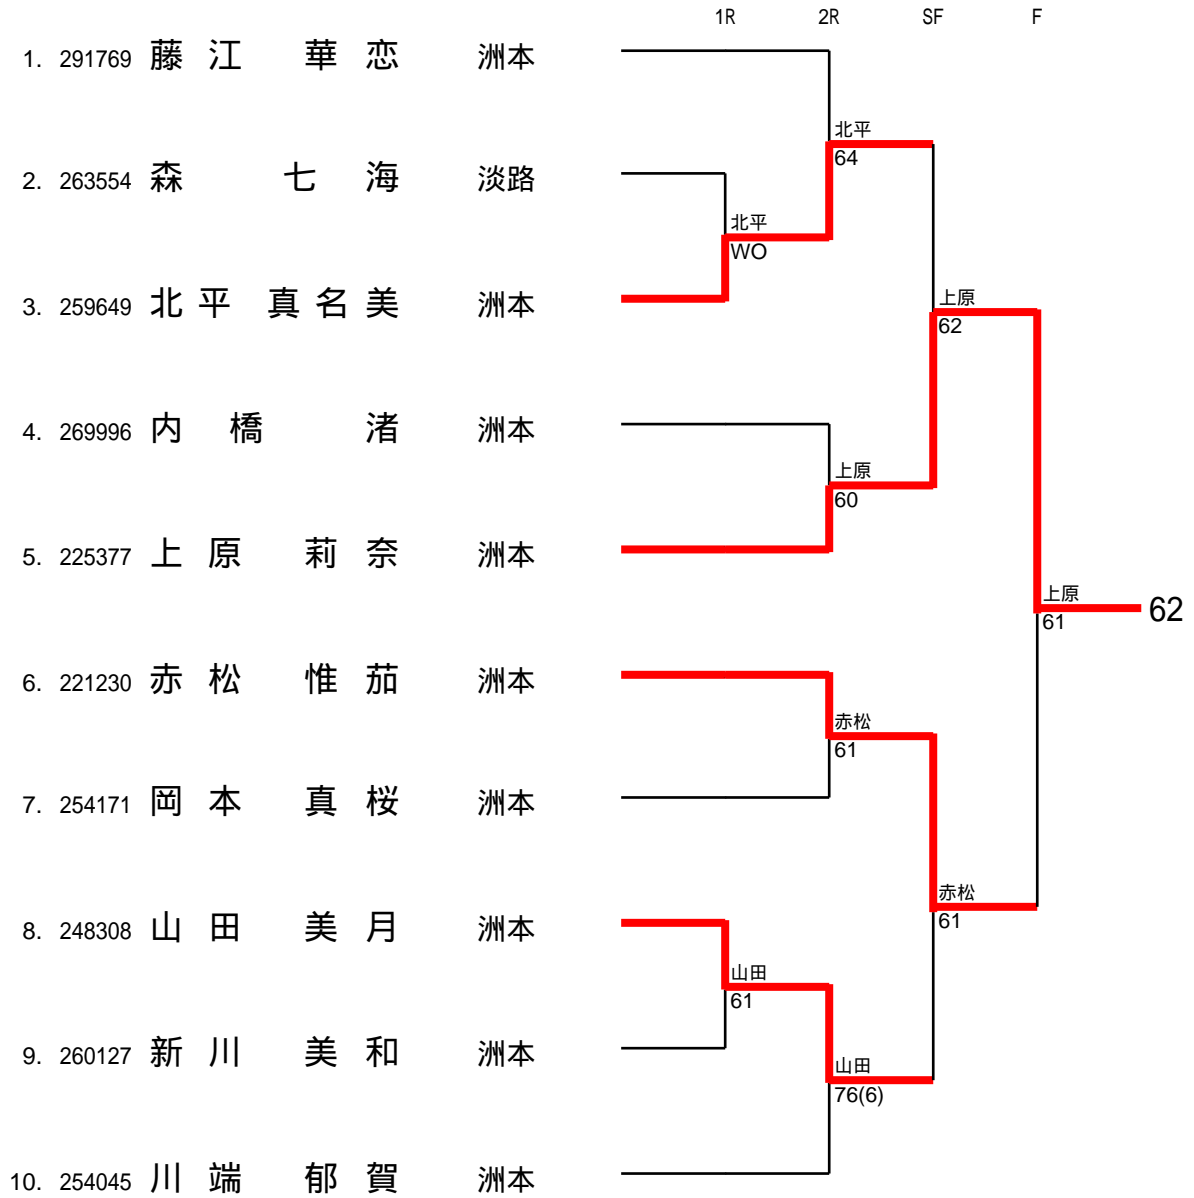 1R 2R SF F
1. 291769 藤江 華恋 洲本
北平
64
2. 263554 森 七海 淡路
北平
WO
3. 259649 北平 真名美 洲本
上原
62
4. 269996 内橋 渚 洲本
上原
60
5. 225377 上原 莉奈 洲本
上原
61
62
6. 221230 赤松 惟茄 洲本
赤松
61
7. 254171 岡本 真桜 洲本
赤松
61
8. 248308 山田 美月 洲本
山田
61
9. 260127 新川 美和 洲本
山田
76(6)
10. 254045 川端 郁賀 洲本